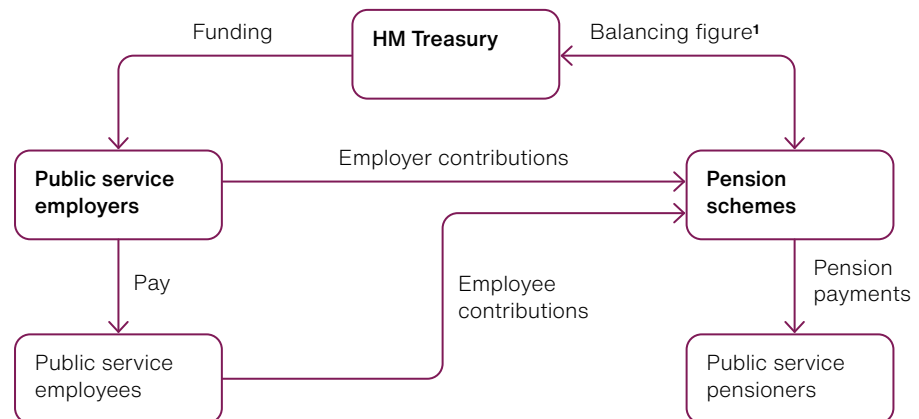 Funding
HM Treasury
Balancing figure¹
Public service
employers
Employer contributions
Pension
schemes
Pay
Employee
contributions
Pension
payments
Public service
employees
Public service
pensioners